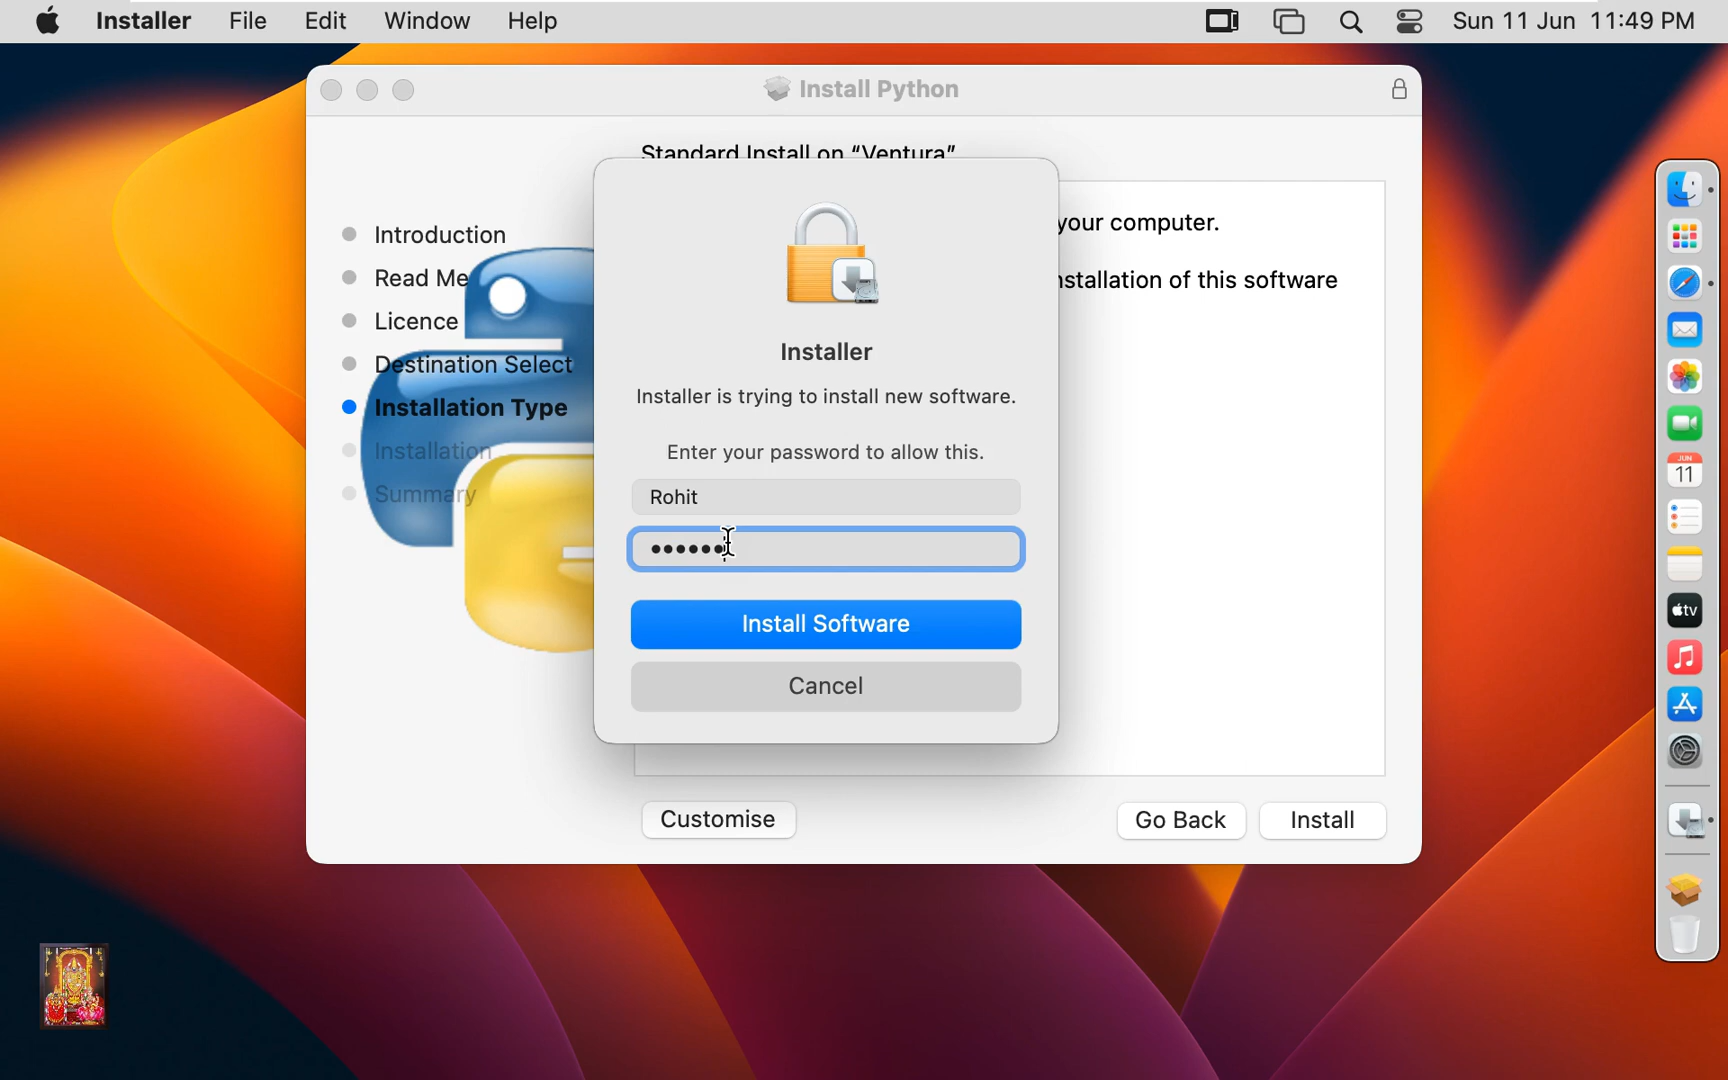 Installer File Edit Window Help Sun 11 Jun 11:49 PM
Install Python
Standard Install on “Ventura”
Introduction
Read Me
Licence
Destination Select
Installation Type
Installation
Summary
your computer.
nstallation of this software
Installer
Installer is trying to install new software.
Enter your password to allow this.
Rohit
Install Software
Cancel
Customise Go Back Install
JUN
11
tv